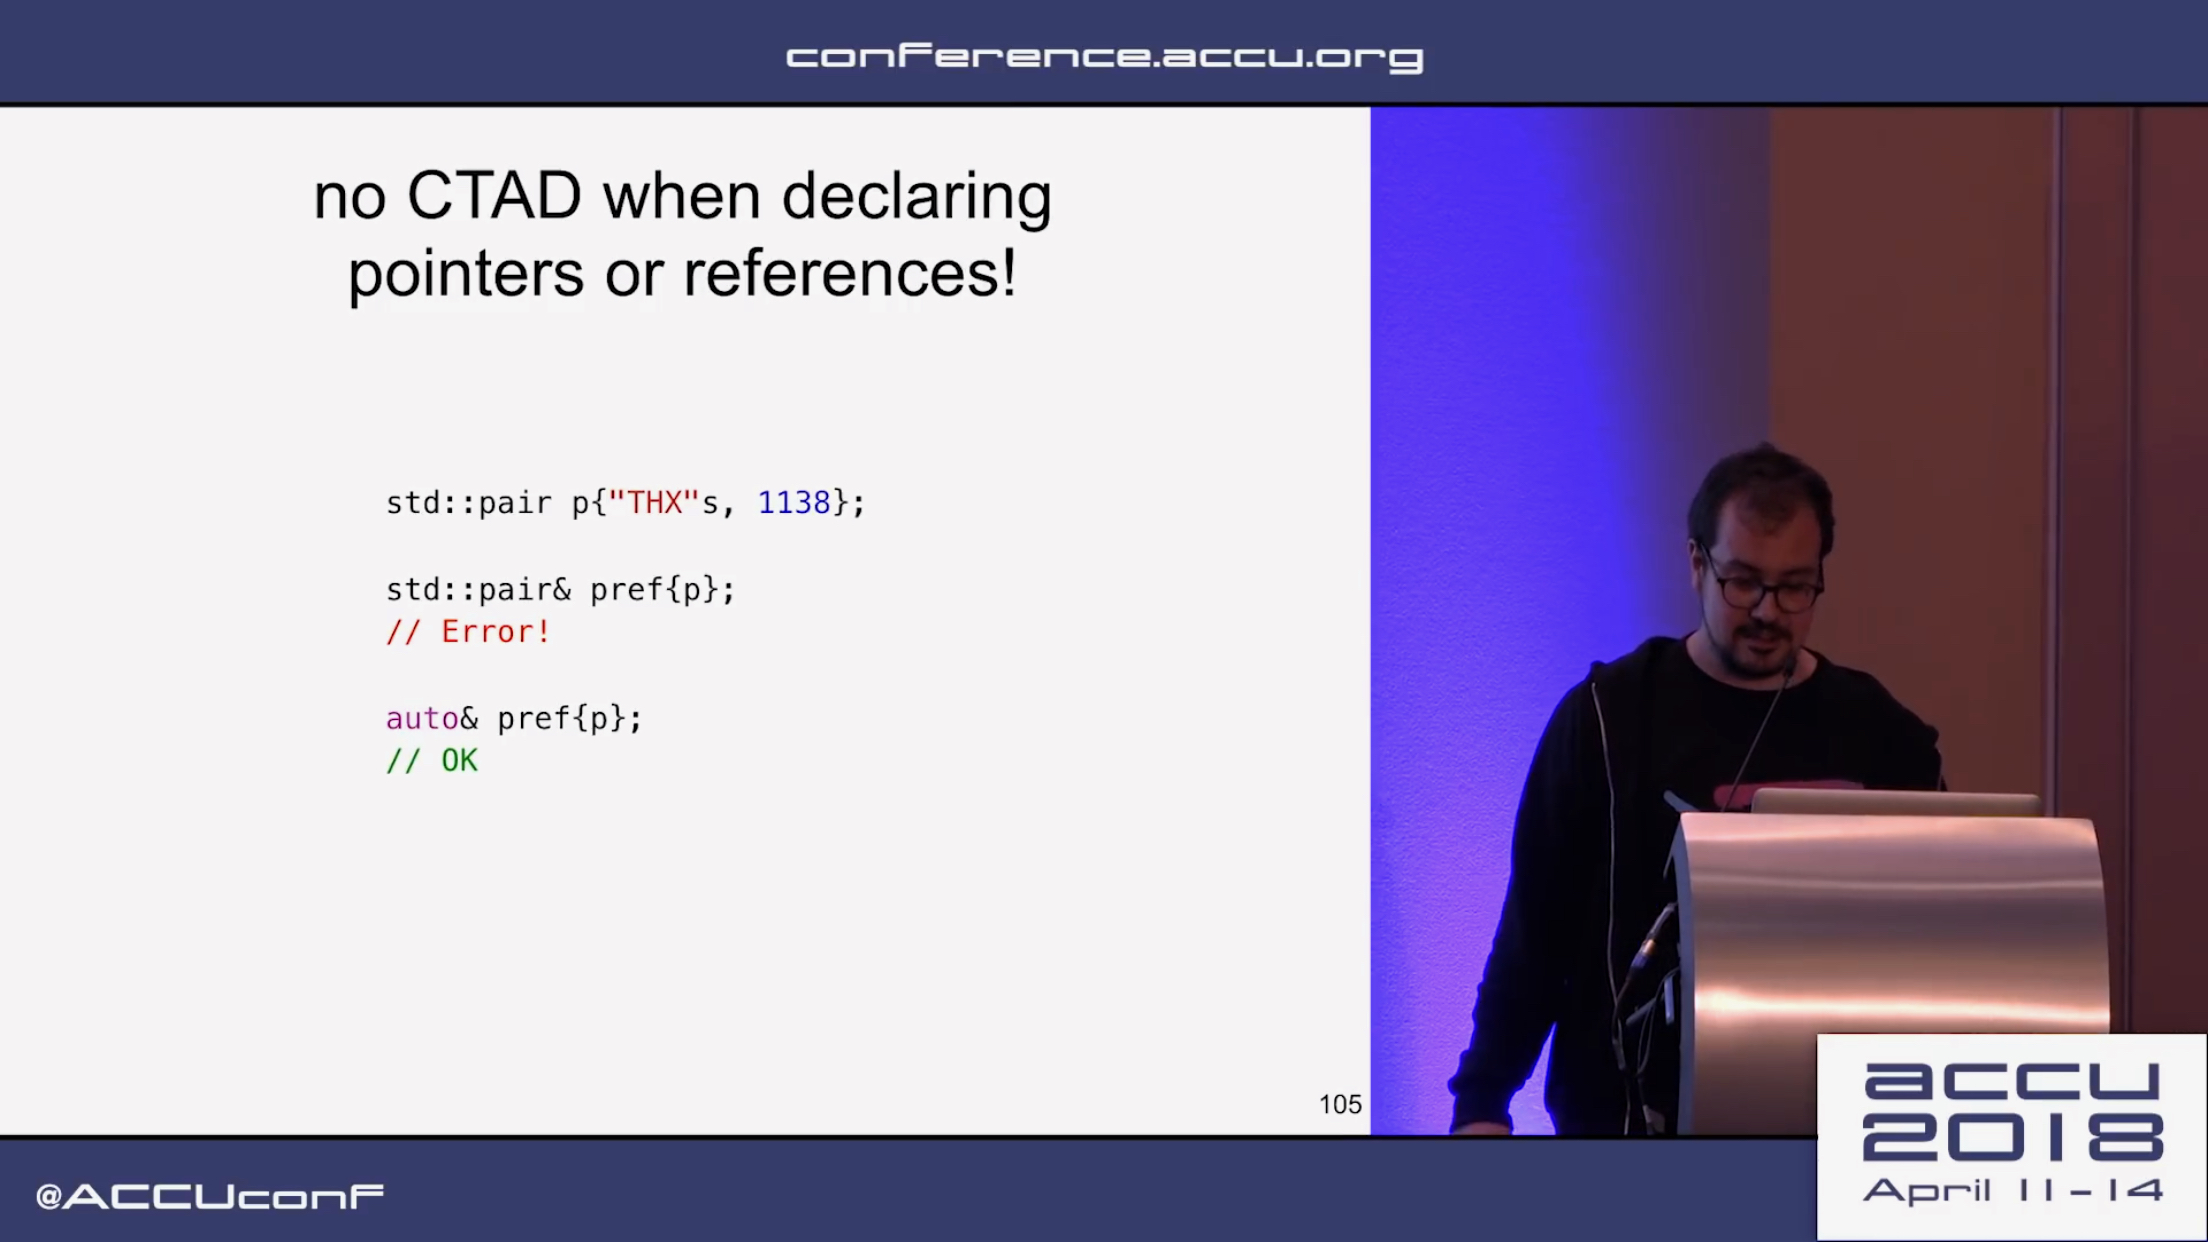 conference.accu.org
no CTAD when declaring
pointers or references!
std::pair p{"THX"s, 1138};
std::pair& pref{p};
// Error!
auto& pref{p};
// OK
105
@ACCUconf
accu
2018
April 11-14